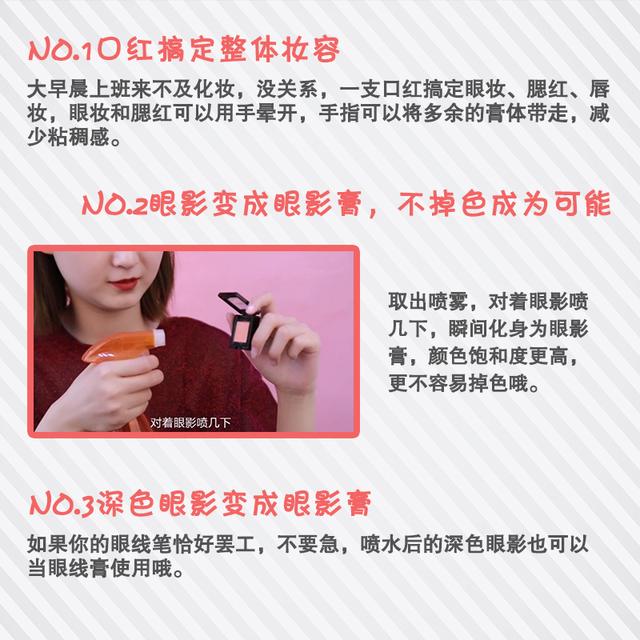 NO.1口红搞定整体妆容
大早晨上班来不及化妆，没关系，一支口红搞定眼妆、腮红、唇
妆，眼妆和腮红可以用手晕开，手指可以将多余的膏体带走，减
少粘稠感。
NO.2眼影变成眼影膏，不掉色成为可能
取出喷雾，对着眼影喷
几下，瞬间化身为眼影
膏，颜色饱和度更高，
更不容易掉色哦。
对着眼影喷几下
NO.3深色眼影变成眼影膏
如果你的眼线笔恰好罢工，不要急，喷水后的深色眼影也可以
当眼线膏使用哦。